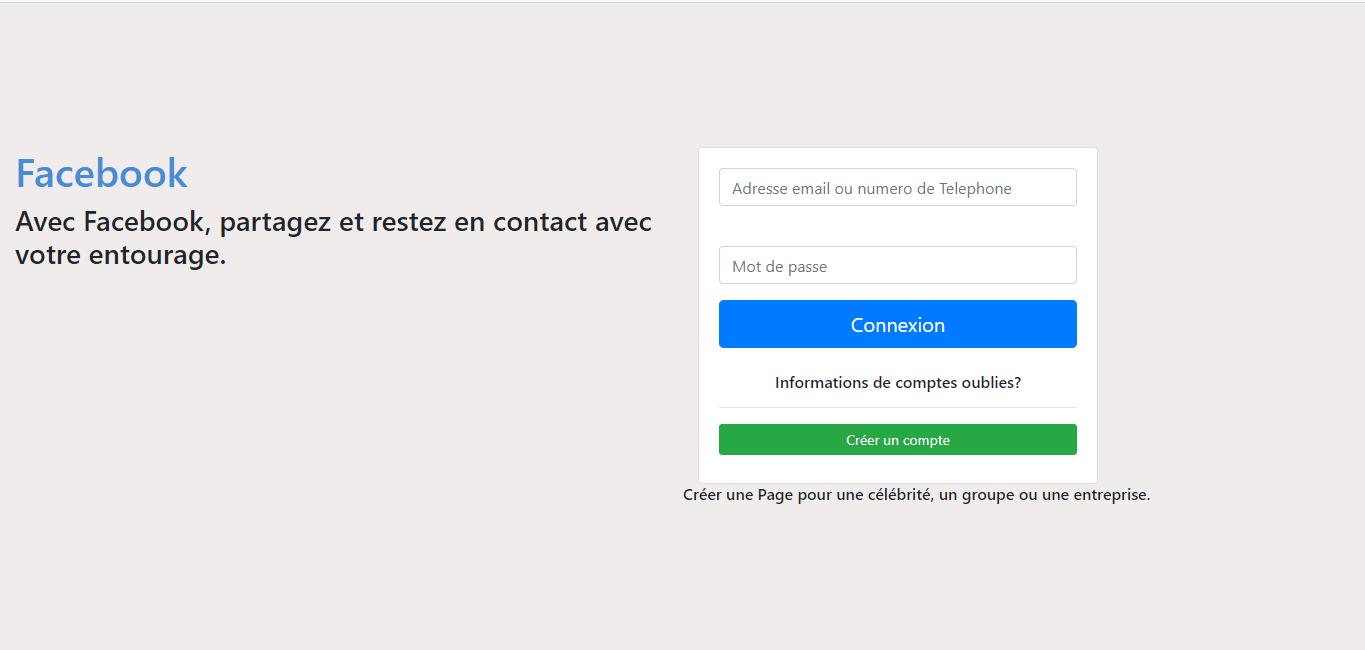 Facebook
Avec Facebook, partagez et restez en contact avec
votre entourage.
Adresse email ou numero de Telephone
Mot de passe
Connexion
Informations de comptes oublies?
Créer un compte
Créer une Page pour une célébrité, un groupe ou une entreprise.